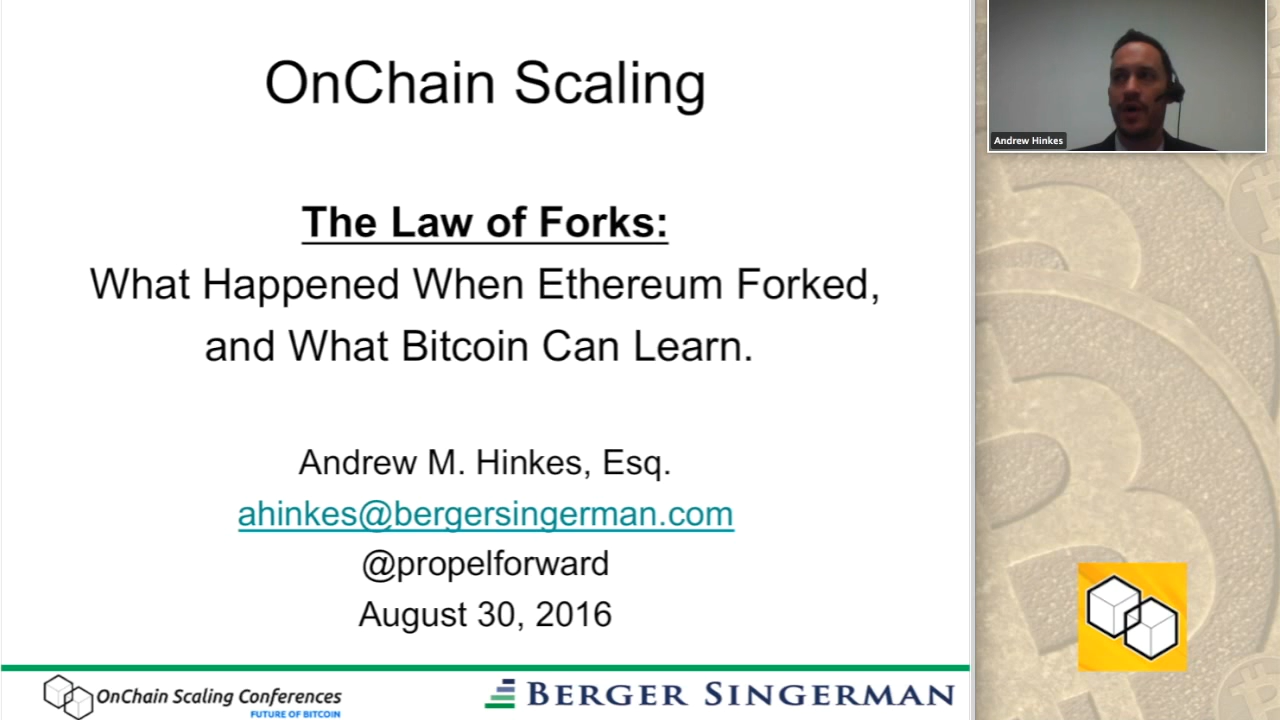 OnChain Scaling
The Law of Forks:
What Happened When Ethereum Forked,
and What Bitcoin Can Learn.
Andrew M. Hinkes, Esq.
ahinkes@bergersingerman.com
@propelforward
August 30, 2016
OnChain Scaling Conferences
FUTURE OF BITCOIN
BERGER SINGERMAN
Andrew Hinkes